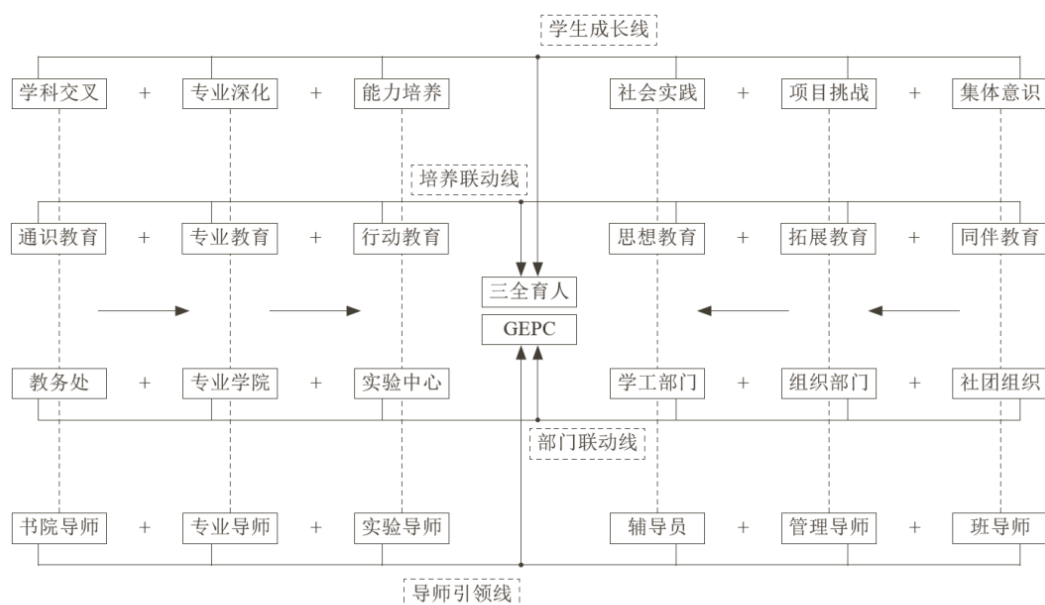 学生成长线
学科交叉 + 专业深化 + 能力培养 社会实践 + 项目挑战 + 集体意识
培养联动线
通识教育 + 专业教育 + 行动教育 思想教育 + 拓展教育 + 同伴教育
三全育人
GEPC
教务处 + 专业学院 + 实验中心 学工部门 + 组织部门 + 社团组织
部门联动线
书院导师 + 专业导师 + 实验导师 辅导员 + 管理导师 + 班导师
导师引领线